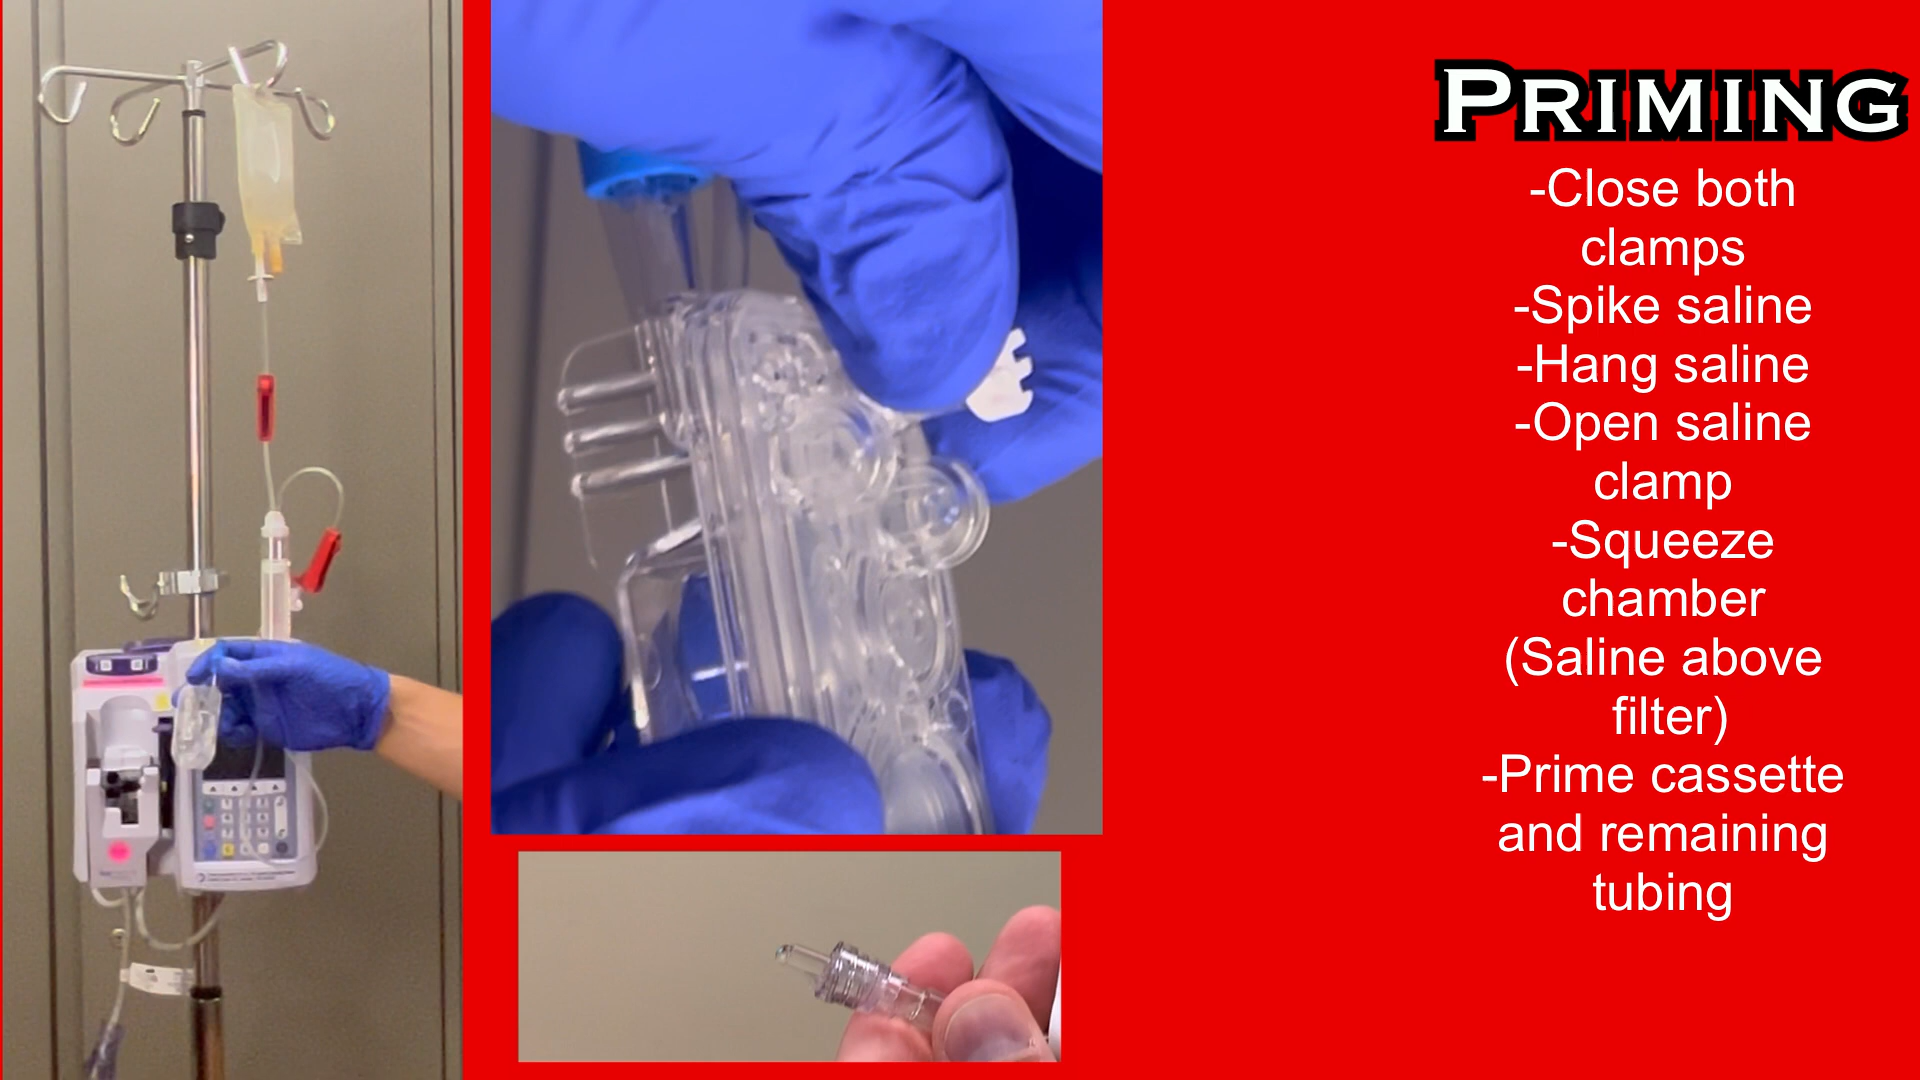 PRIMING
-Close both
clamps
-Spike saline
-Hang saline
-Open saline
clamp
-Squeeze
chamber
(Saline above
filter)
-Prime cassette
and remaining
tubing